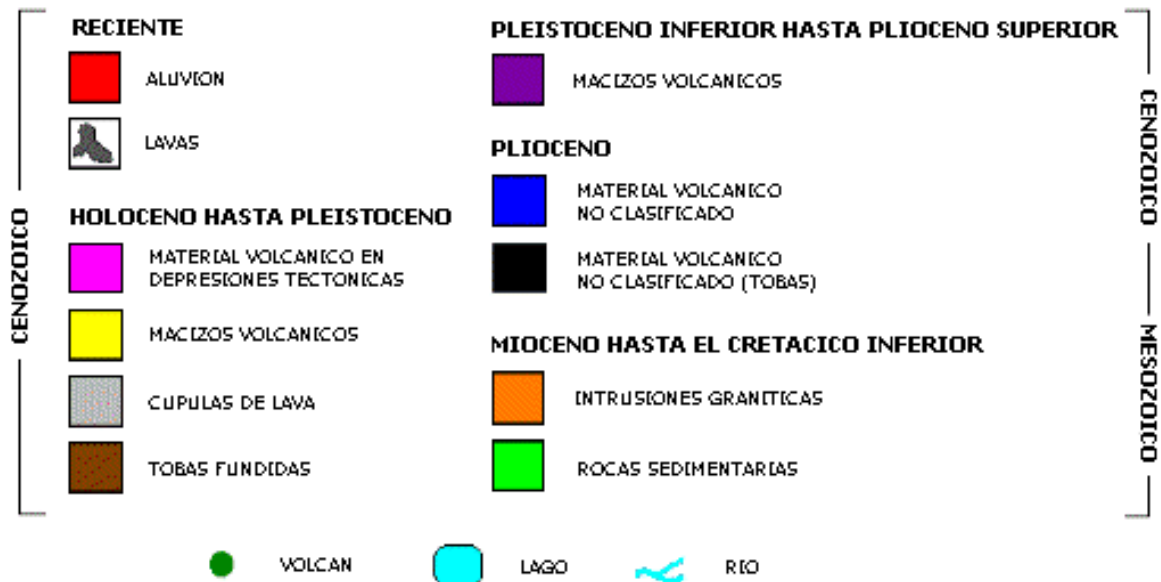 RECIENTE
ALUVION
LAVAS
HOLOCENO HASTA PLEISTOCENO
MATERIAL VOLCANICO EN
DEPRESIONES TECTONICAS
MACIZOS VOLCANICOS
CUPULAS DE LAVA
TOBAS FUNDIDAS
CENOZOICO
PLEISTOCENO INFERIOR HASTA PLIOCENO SUPERIOR
MACIZOS VOLCANICOS
PLIOCENO
MATERIAL VOLCANICO
NO CLASIFICADO
MATERIAL VOLCANICO
NO CLASIFICADO (TOBAS)
MIOCENO HASTA EL CRETACICO INFERIOR
INTRUSIONES GRANITICAS
ROCAS SEDIMENTARIAS
CENOZOICO
MESOZOICO
VOLCAN
LAGO
RIO